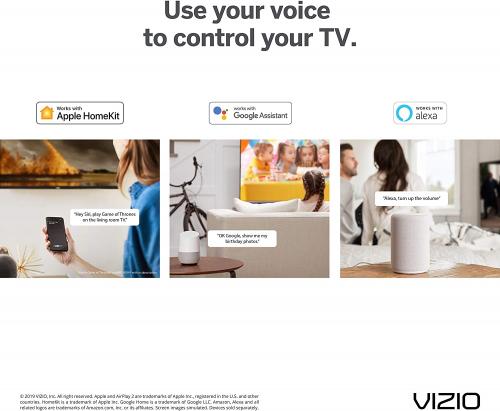 Use your voice
to control your TV.
Works with
Apple HomeKit
works with
Google Assistant
WORKS WITH
alexa
"Hey Siri, play Game of Thrones
on the living room TV."
"OK Google, show me my
birthday photos."
"Alexa, turn up the volume"
© 2019 VIZIO, Inc. All rights reserved. Apple and AirPlay 2 are trademarks of Apple Inc., registered in the U.S. and other
countries. HomeKit is a trademark of Apple Inc. Google Home is a trademark of Google LLC. Amazon, Alexa and all
related logos are trademarks of Amazon.com, Inc. or its affiliates. Screen images simulated. Devices sold separately.
VIZIO